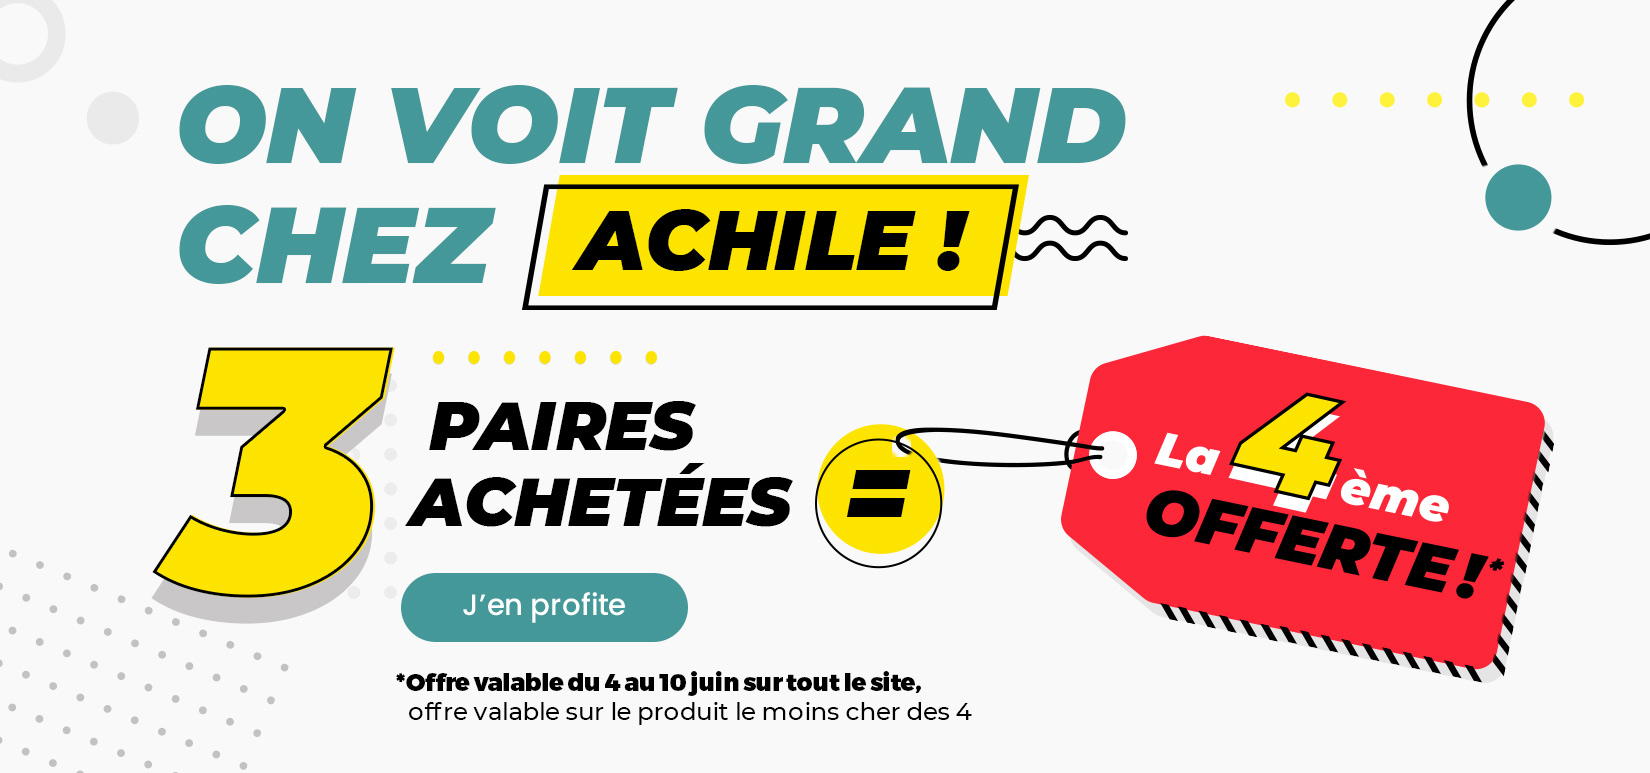 ON VOIT GRAND
CHEZ ACHILE !
3 PAIRES
ACHETÉES
=
La 4ème
OFFERTE !*
J’en profite
*Offre valable du 4 au 10 juin sur tout le site,
offre valable sur le produit le moins cher des 4